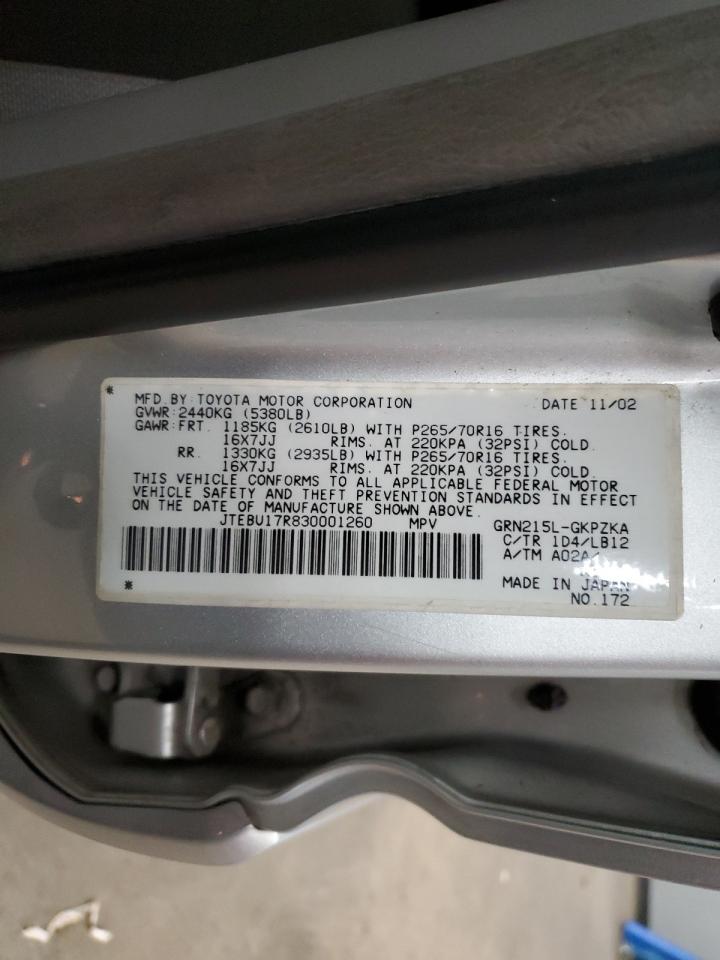 *
MFD. BY: TOYOTA MOTOR CORPORATION DATE 11/02
GVWR: 2440KG (5380LB)
GAWR: FRT. 1185KG (2610LB) WITH P265/70R16 TIRES.
16X7JJ RIMS. AT 220KPA (32PSI) COLD.
RR. 1330KG (2935LB) WITH P265/70R16 TIRES.
16X7JJ RIMS. AT 220KPA (32PSI) COLD.
THIS VEHICLE CONFORMS TO ALL APPLICABLE FEDERAL MOTOR
VEHICLE SAFETY AND THEFT PREVENTION STANDARDS IN EFFECT
ON THE DATE OF MANUFACTURE SHOWN ABOVE.
JTEBU17R830001260 MPV GRN215L-GKPZKA
C/TR 1D4/LB12
A/TM A02A/
MADE IN JAPAN
* NO.172